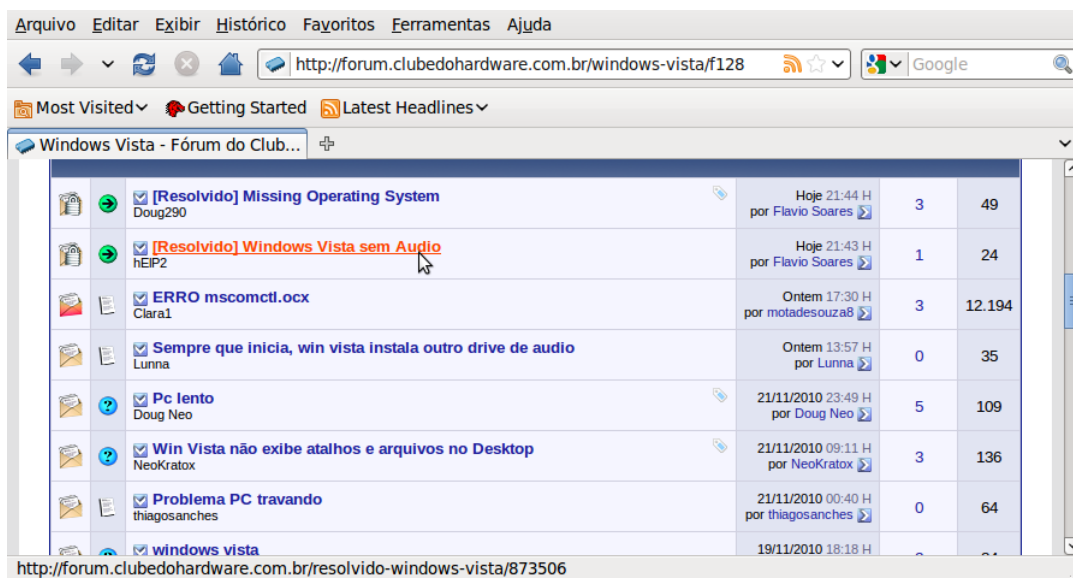 Arquivo Editar Exibir Histórico Favoritos Ferramentas Ajuda
http://forum.clubedohardware.com.br/windows-vista/f128 Google
Most Visited Getting Started Latest Headlines
Windows Vista - Fórum do Club...
[Resolvido] Missing Operating System Hoje 21:44 H
Doug290 por Flavio Soares 3 49
[Resolvido] Windows Vista sem Audio Hoje 21:43 H
hElP2 por Flavio Soares 1 24
ERRO mscomctl.ocx Ontem 17:30 H
Clara1 por motadesouza8 3 12.194
Sempre que inicia, win vista instala outro drive de audio Ontem 13:57 H
Lunna por Lunna 0 35
Pc lento 21/11/2010 23:49 H
Doug Neo por Doug Neo 5 109
Win Vista não exibe atalhos e arquivos no Desktop 21/11/2010 09:11 H
NeoKratox por NeoKratox 3 136
Problema PC travando 21/11/2010 00:40 H
thiagosanches por thiagosanches 0 64
windows vista 19/11/2010 18:18 H
http://forum.clubedohardware.com.br/resolvido-windows-vista/873506